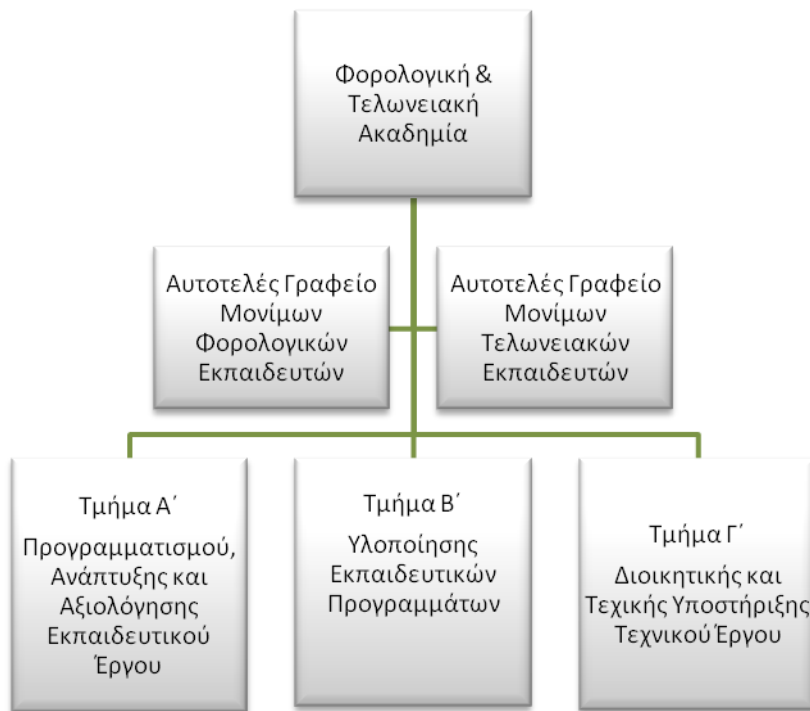 Φορολογική &
Τελωνειακή
Ακαδημία
Αυτοτελές Γραφείο
Μονίμων
Φορολογικών
Εκπαιδευτών
Αυτοτελές Γραφείο
Μονίμων
Τελωνειακών
Εκπαιδευτών
Τμήμα Α΄
Προγραμματισμού,
Ανάπτυξης και
Αξιολόγησης
Εκπαιδευτικού
Έργου
Τμήμα Β΄
Υλοποίησης
Εκπαιδευτικών
Προγραμμάτων
Τμήμα Γ΄
Διοικητικής και
Τεχικής Υποστήριξης
Τεχνικού Έργου